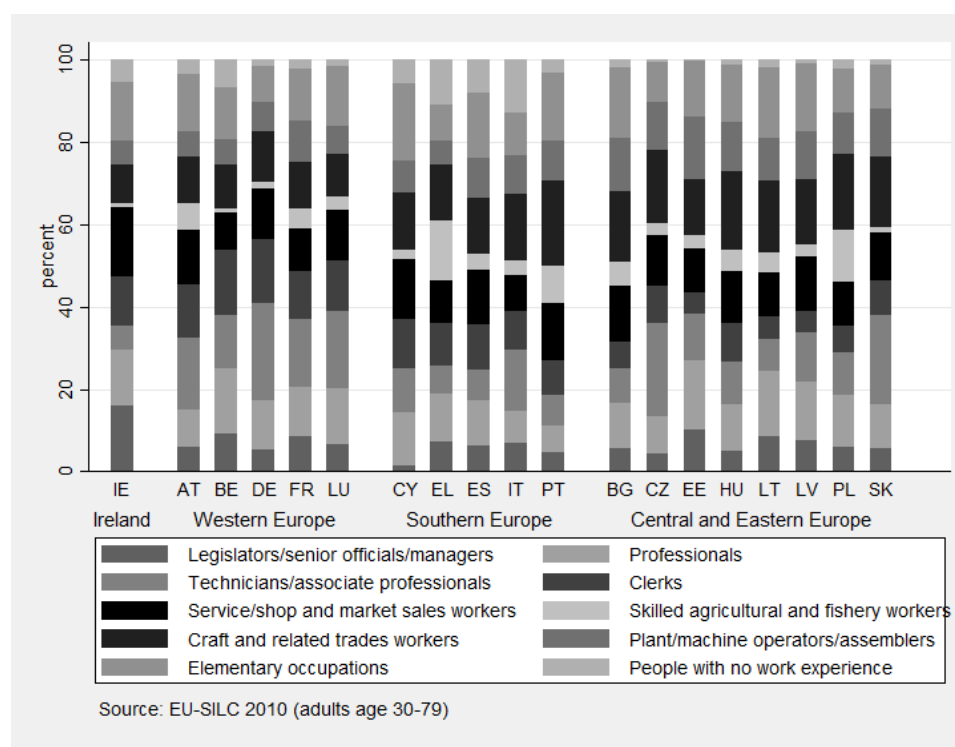 100
80
60
40
20
0
percent
IE AT BE DE FR LU CY EL ES IT PT BG CZ EE HU LT LV PL SK
Ireland Western Europe Southern Europe Central and Eastern Europe
Legislators/senior officials/managers Professionals
Technicians/associate professionals Clerks
Service/shop and market sales workers Skilled agricultural and fishery workers
Craft and related trades workers Plant/machine operators/assemblers
Elementary occupations People with no work experience
Source: EU-SILC 2010 (adults age 30-79)